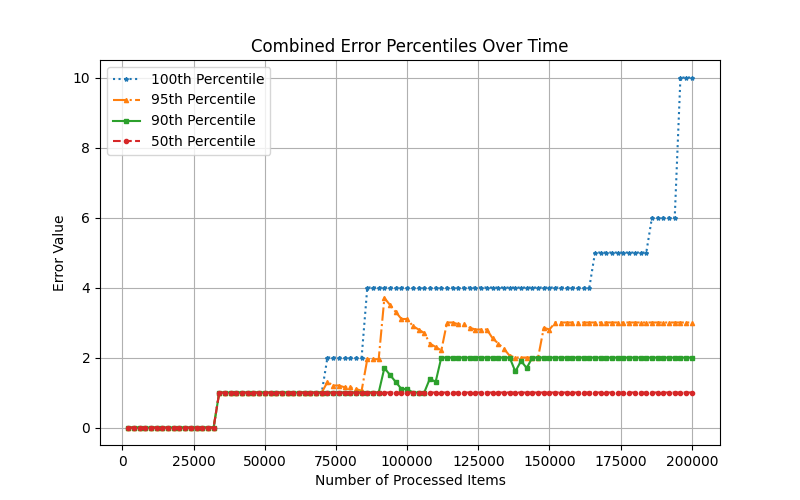 Combined Error Percentiles Over Time
100th Percentile
95th Percentile
90th Percentile
50th Percentile
Error Value
10
8
6
4
2
0
0 25000 50000 75000 100000 125000 150000 175000 200000
Number of Processed Items